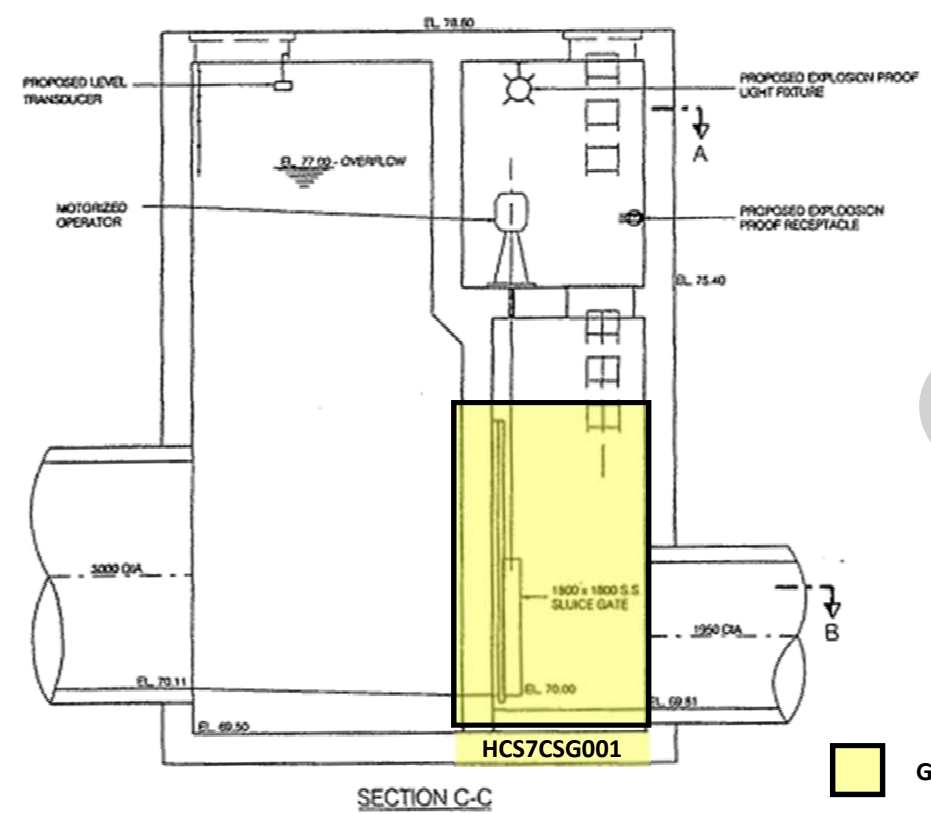 EL. 78.60
PROPOSED LEVEL
TRANSDUCER
PROPOSED EXPLOSION PROOF
LIGHT FIXTURE
A
EL. 77.00 - OVERFLOW
MOTORIZED
OPERATOR
PROPOSED EXPLOOSION
PROOF RECEPTACLE
EL. 75.40
3000 DIA
1800 x 1800 S.S.
SLUICE GATE
1950 DIA
B
EL. 70.11
EL. 70.00
EL. 69.81
EL. 69.50
HCS7CSG001
G
SECTION C-C